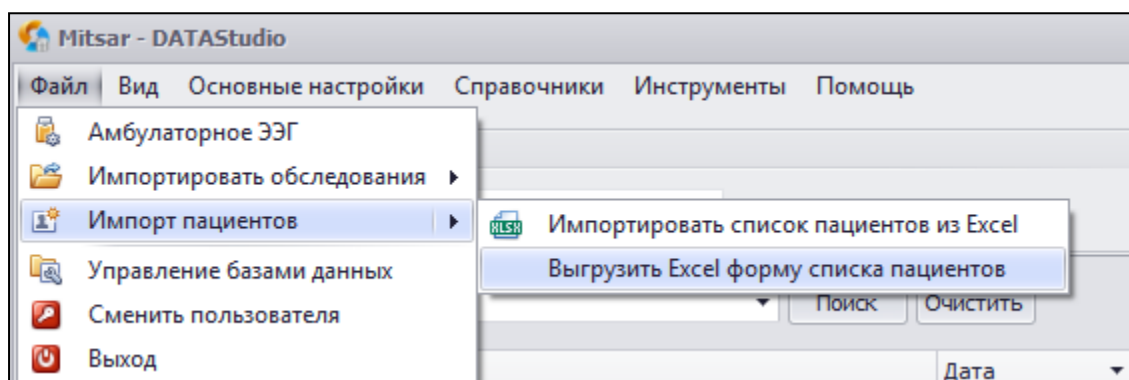 Mitsar - DATAStudio
Файл Вид Основные настройки Справочники Инструменты Помощь
Амбулаторное ЭЭГ
Импортировать обследования
Импорт пациентов
XLSX Импортировать список пациентов из Excel
Управление базами данных
Выгрузить Excel форму списка пациентов
Сменить пользователя
Поиск Очистить
Выход
Дата